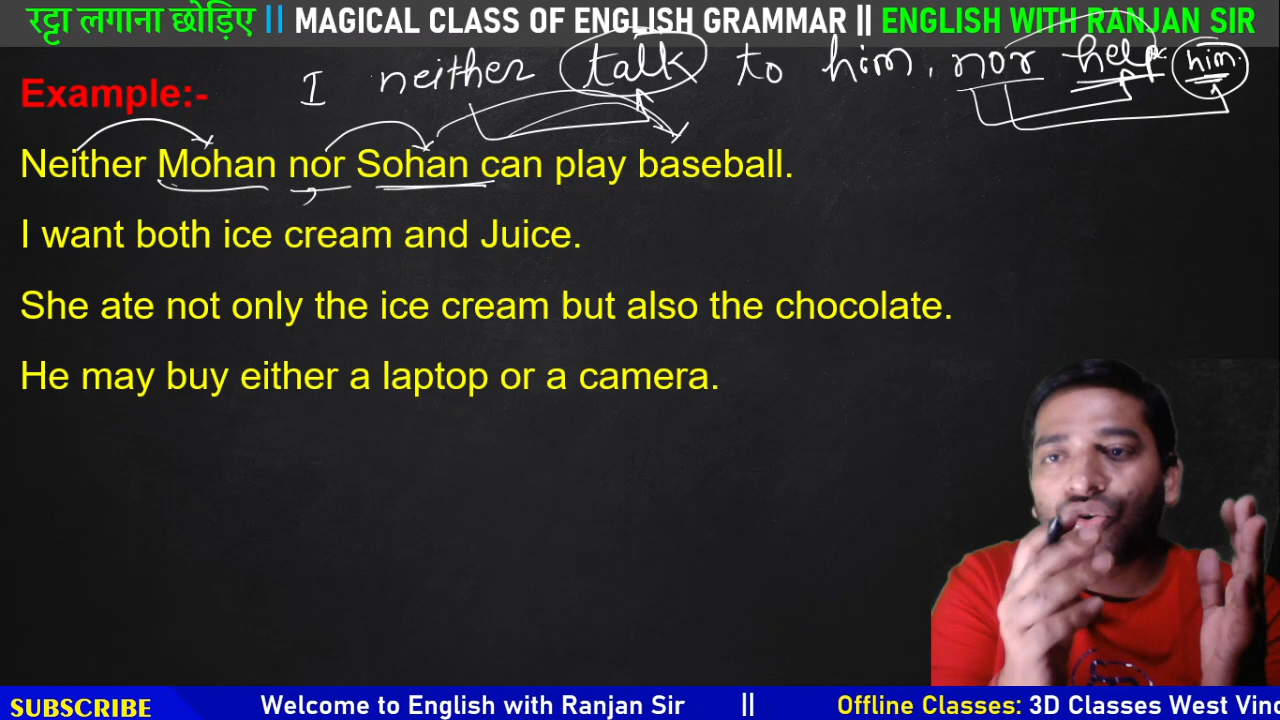 रट्टा लगाना छोड़िए || MAGICAL CLASS OF ENGLISH GRAMMAR || ENGLISH WITH RANJAN SIR
I neither talk to him, nor help him.
Example:-
Neither Mohan nor Sohan can play baseball.
I want both ice cream and Juice.
She ate not only the ice cream but also the chocolate.
He may buy either a laptop or a camera.
SUBSCRIBE Welcome to English with Ranjan Sir || Offline Classes: 3D Classes West Vinc